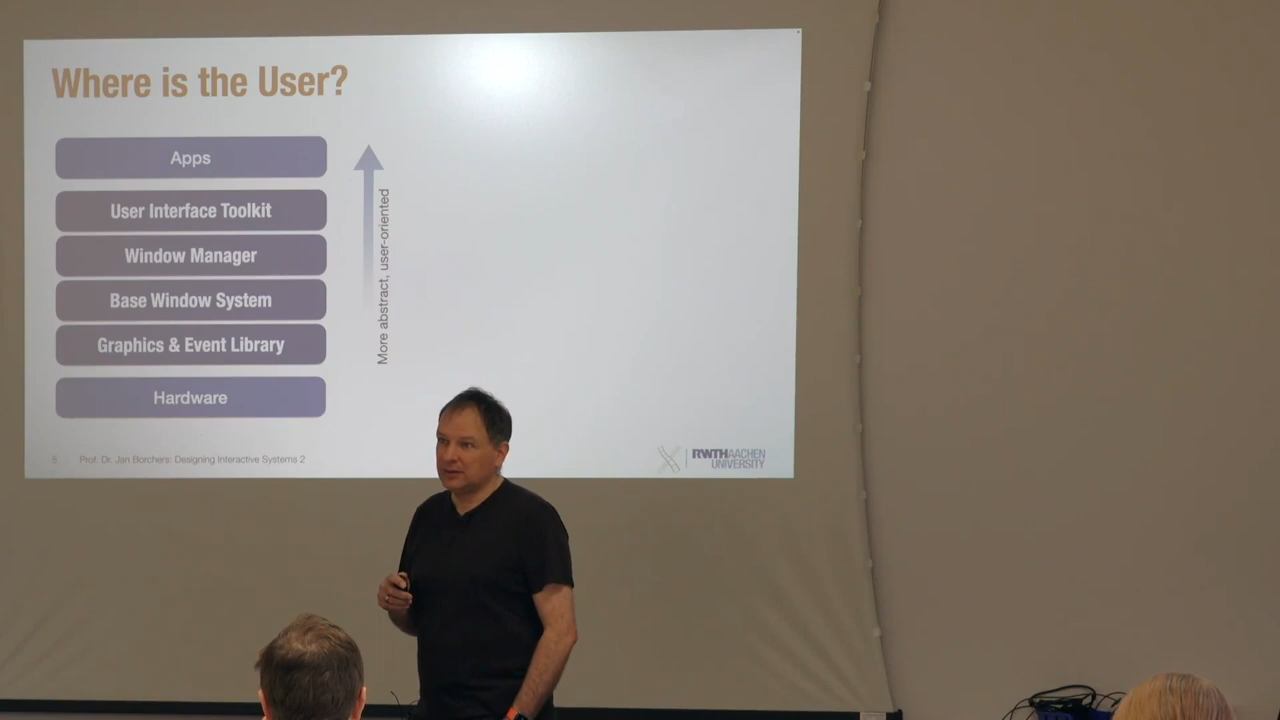 Where is the User?
Apps
User Interface Toolkit
Window Manager
Base Window System
Graphics & Event Library
Hardware
More abstract, user-oriented
Prof. Dr. Jan Borchers: Designing Interactive Systems 2
RWTHAACHEN
UNIVERSITY